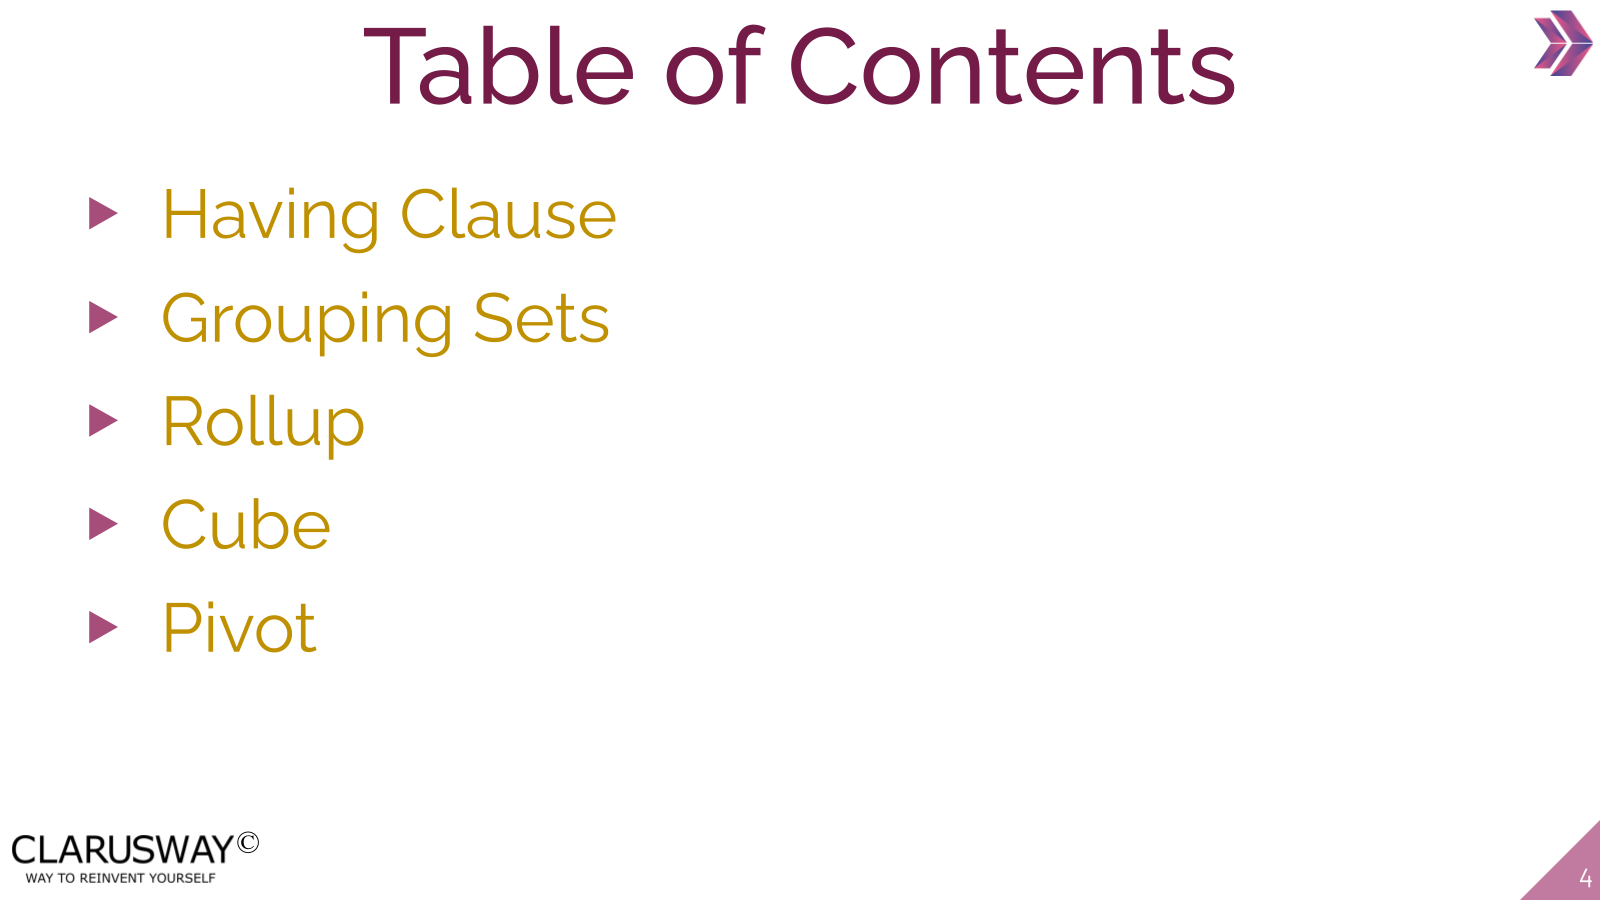 Table of Contents
Having Clause
Grouping Sets
Rollup
Cube
Pivot
CLARUSWAY©
WAY TO REINVENT YOURSELF
4